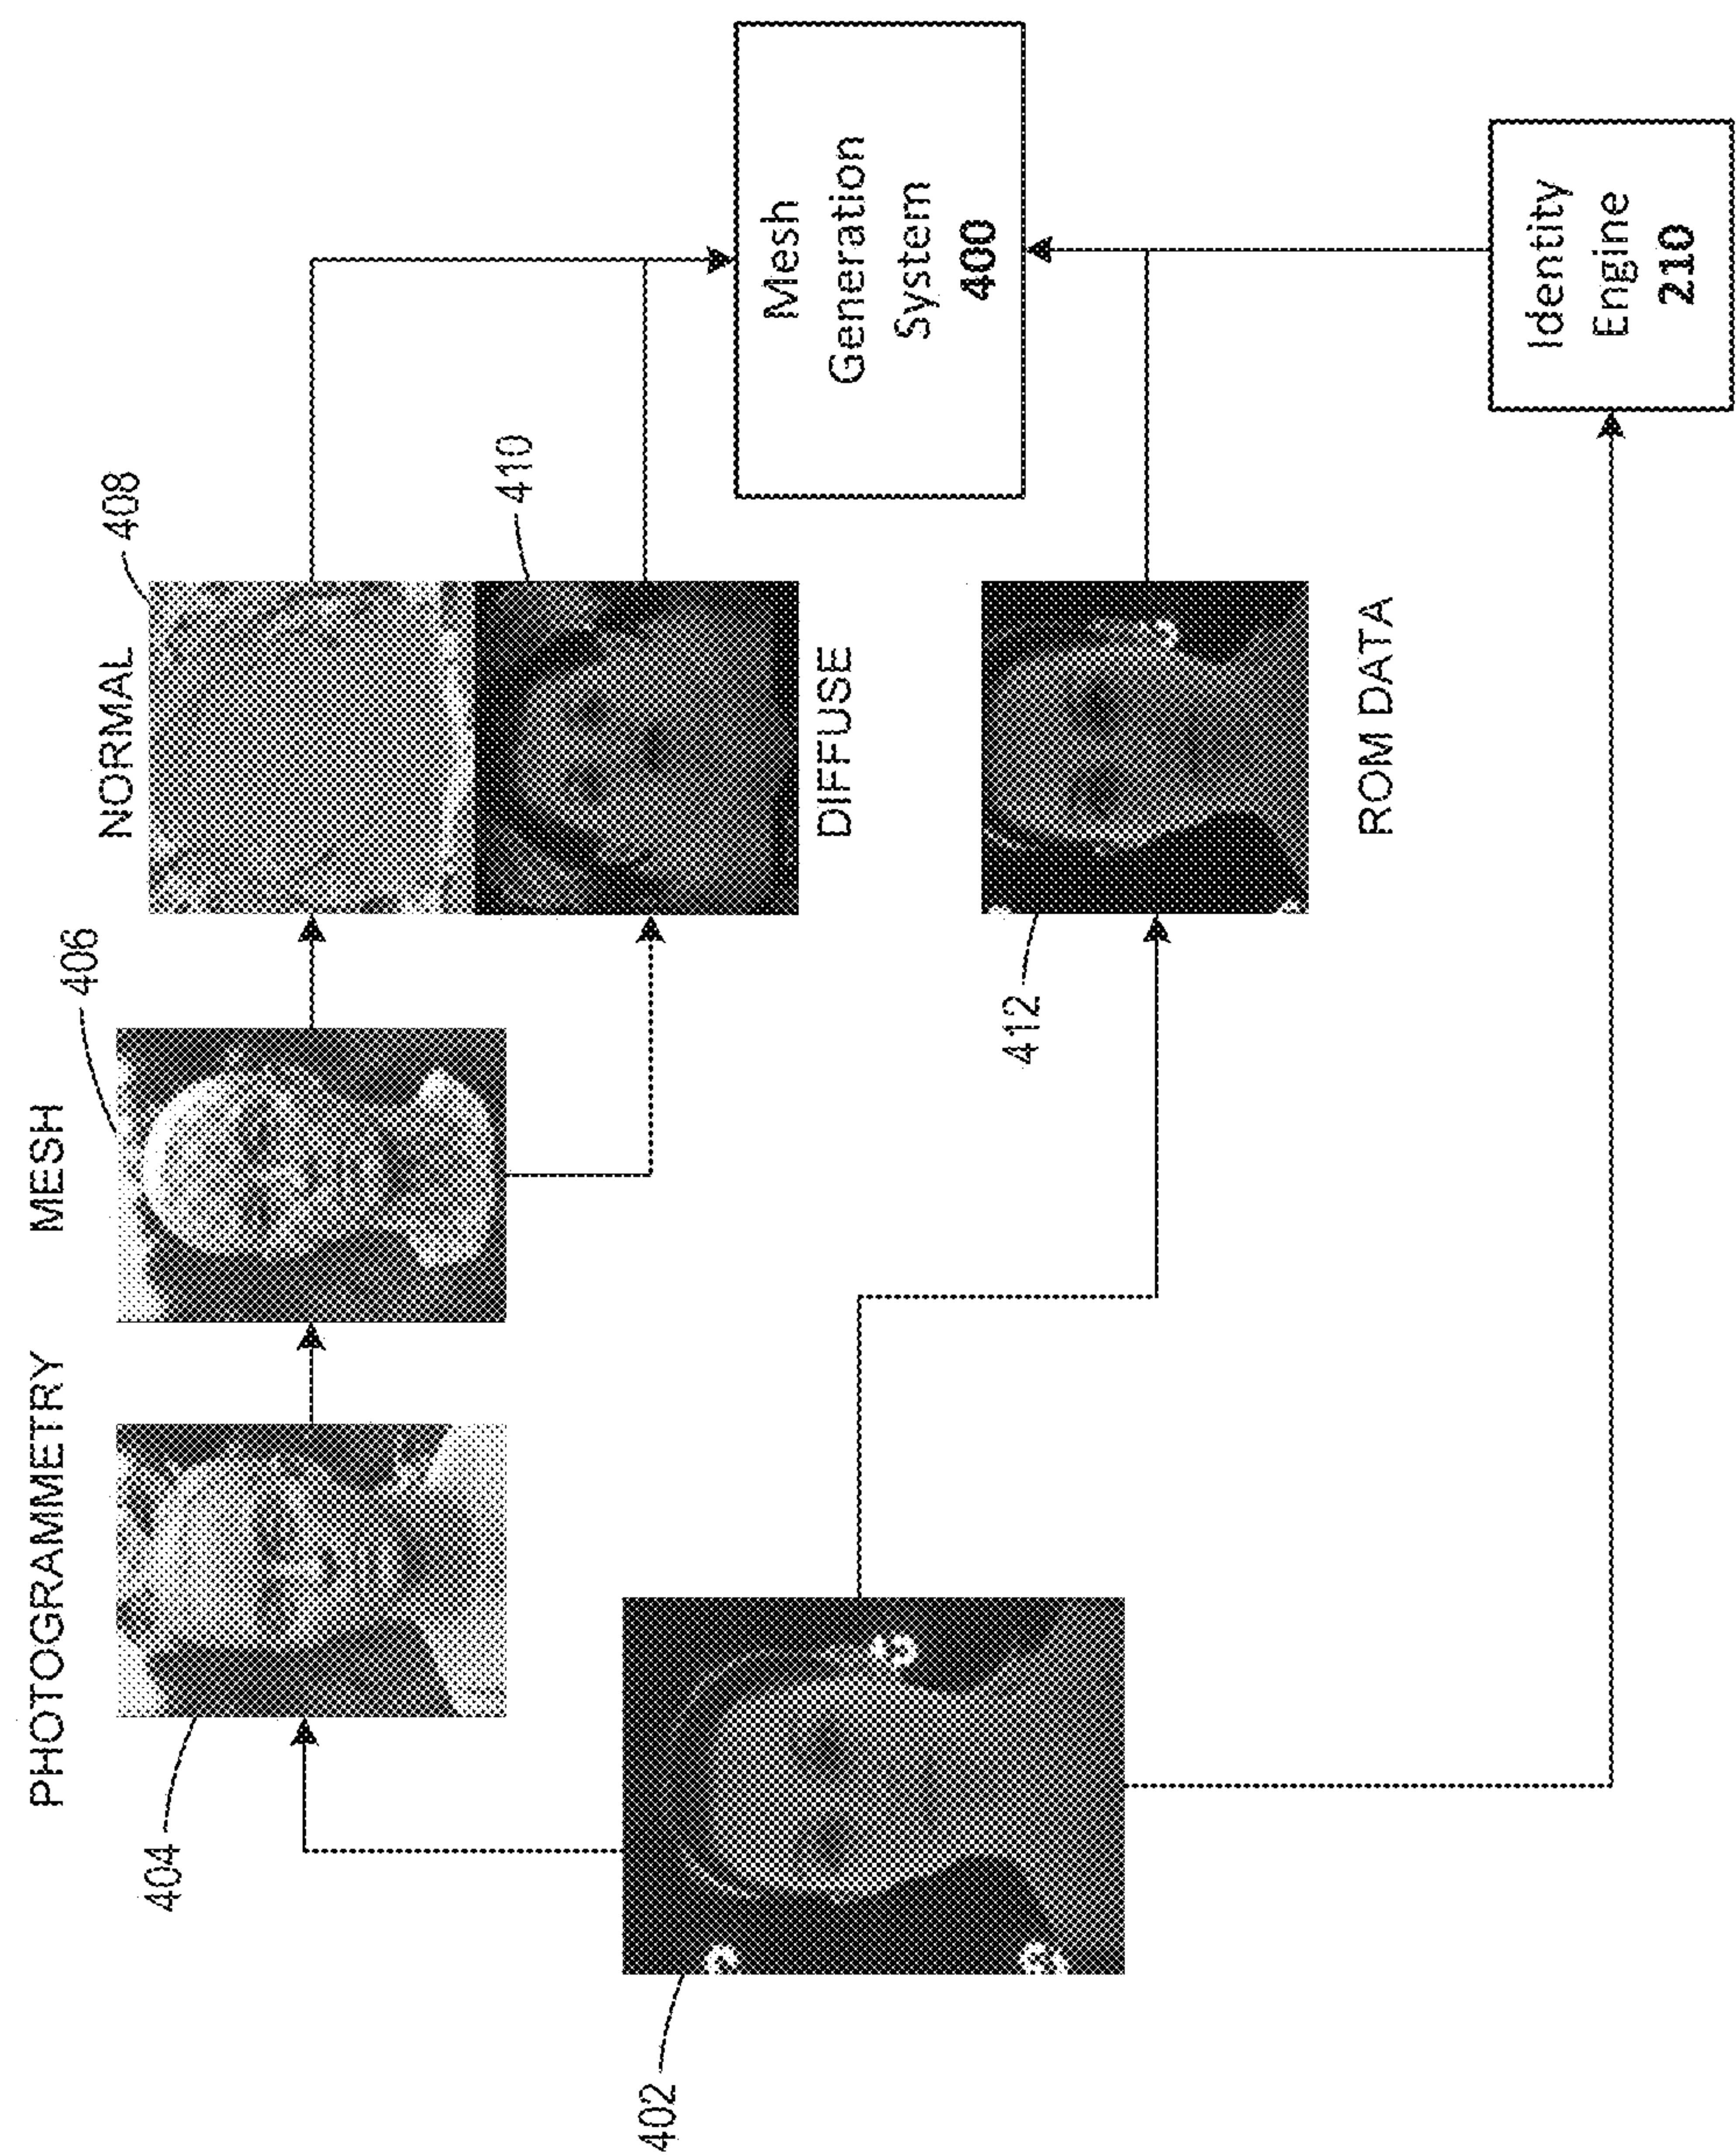 PHOTOGRAMMETRY
MESH
NORMAL
404
406
408
410
DIFFUSE
Mesh
Generation
System
400
402
412
ROM DATA
Identity
Engine
210